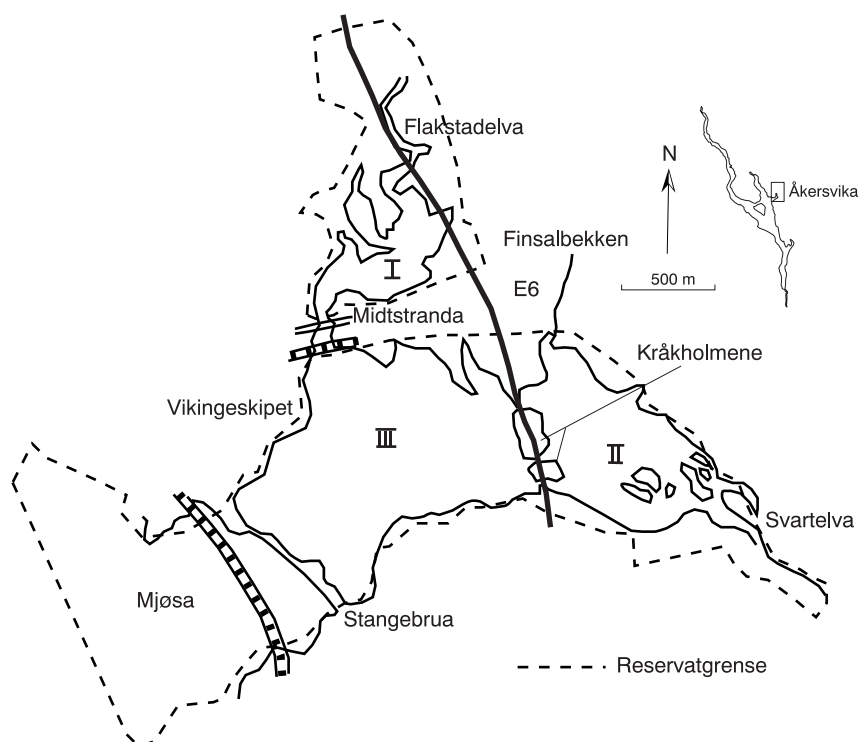 Flakstadelva
N
Åkersvika
Finsalbekken
I
E6
500 m
Midtstranda
Kråkholmene
Vikingeskipet
III
II
Svartelva
Mjøsa
Stangebrua
Reservatgrense